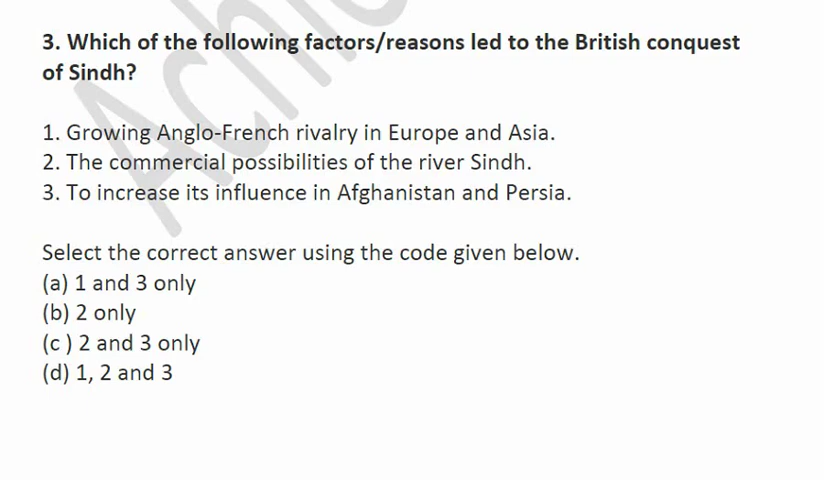 3. Which of the following factors/reasons led to the British conquest
of Sindh?
1. Growing Anglo-French rivalry in Europe and Asia.
2. The commercial possibilities of the river Sindh.
3. To increase its influence in Afghanistan and Persia.
Select the correct answer using the code given below.
(a) 1 and 3 only
(b) 2 only
(c ) 2 and 3 only
(d) 1, 2 and 3